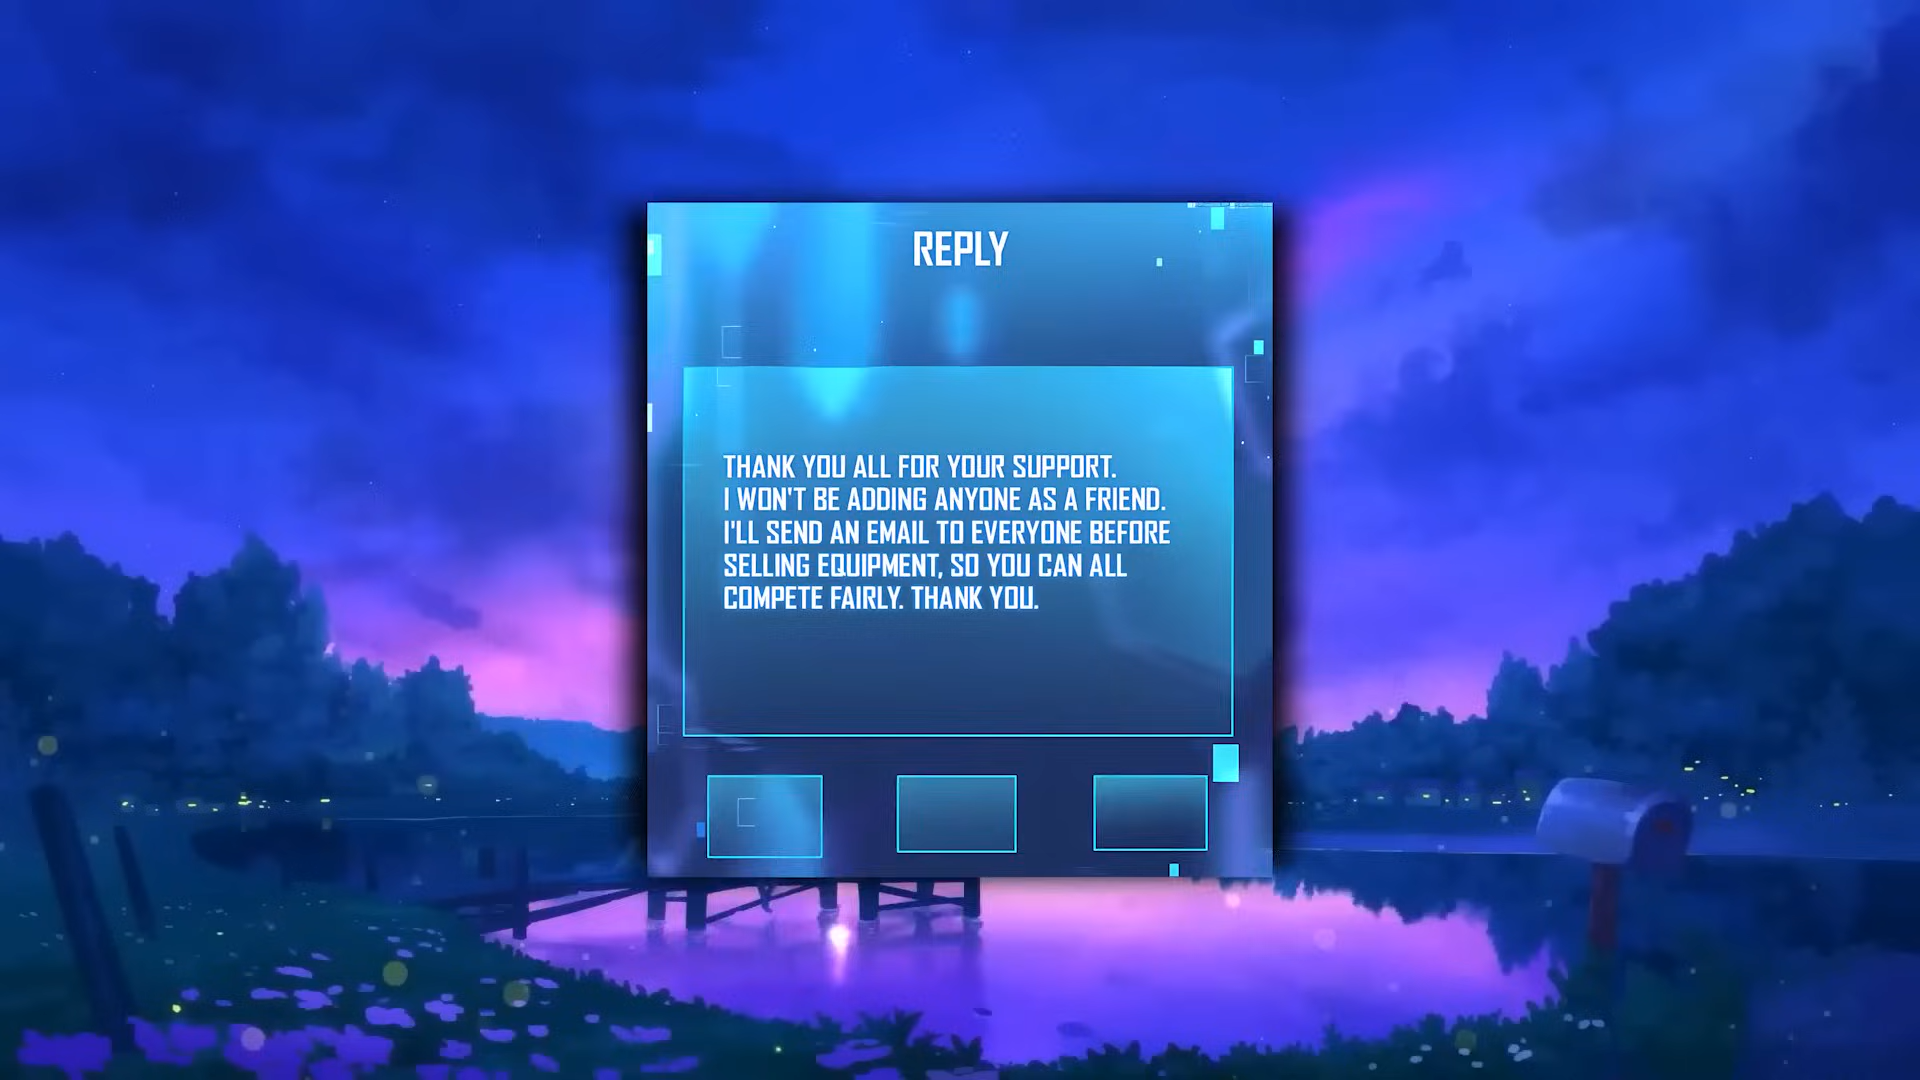 REPLY
THANK YOU ALL FOR YOUR SUPPORT.
I WON'T BE ADDING ANYONE AS A FRIEND.
I'LL SEND AN EMAIL TO EVERYONE BEFORE
SELLING EQUIPMENT, SO YOU CAN ALL
COMPETE FAIRLY. THANK YOU.